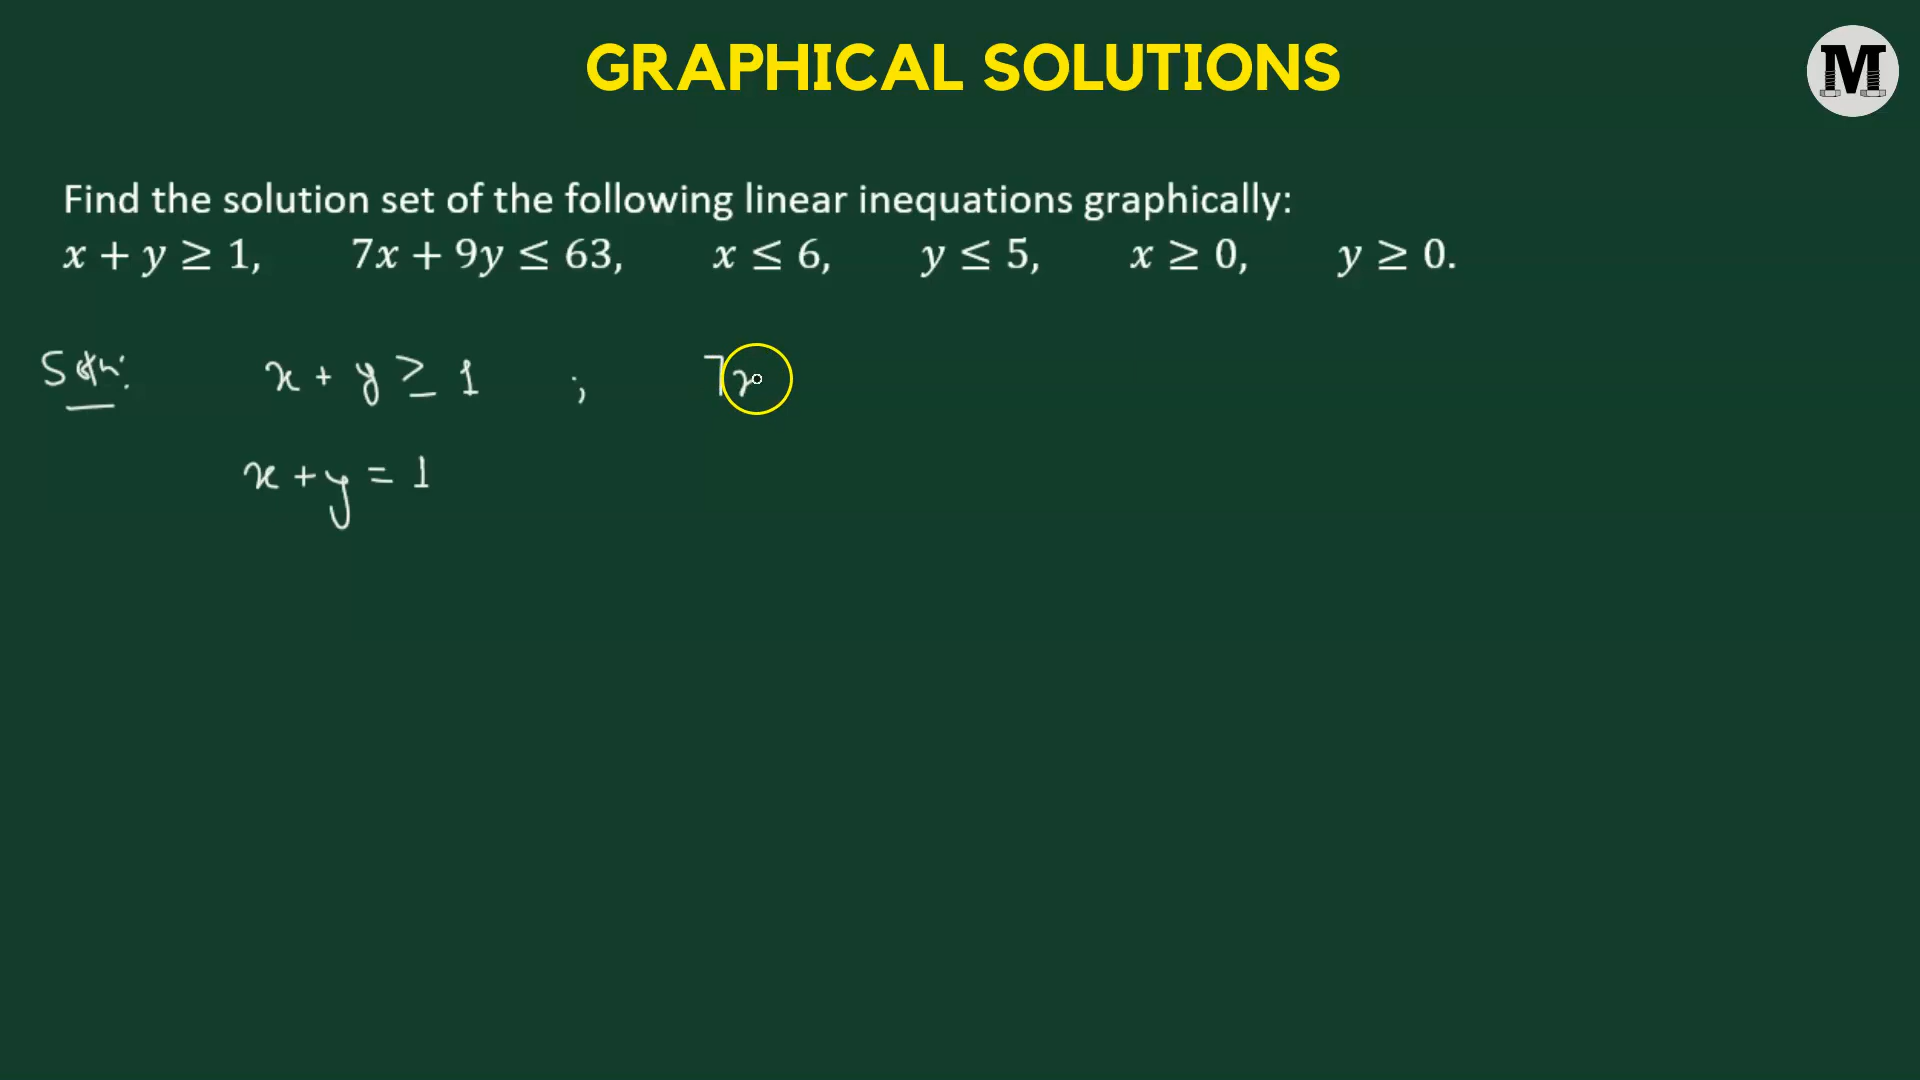 GRAPHICAL SOLUTIONS
M
Find the solution set of the following linear inequations graphically:
x + y ≥ 1, 7x + 9y ≤ 63, x ≤ 6, y ≤ 5, x ≥ 0, y ≥ 0.
Soln: x + y ≥ 1 ; 7x
x + y = 1